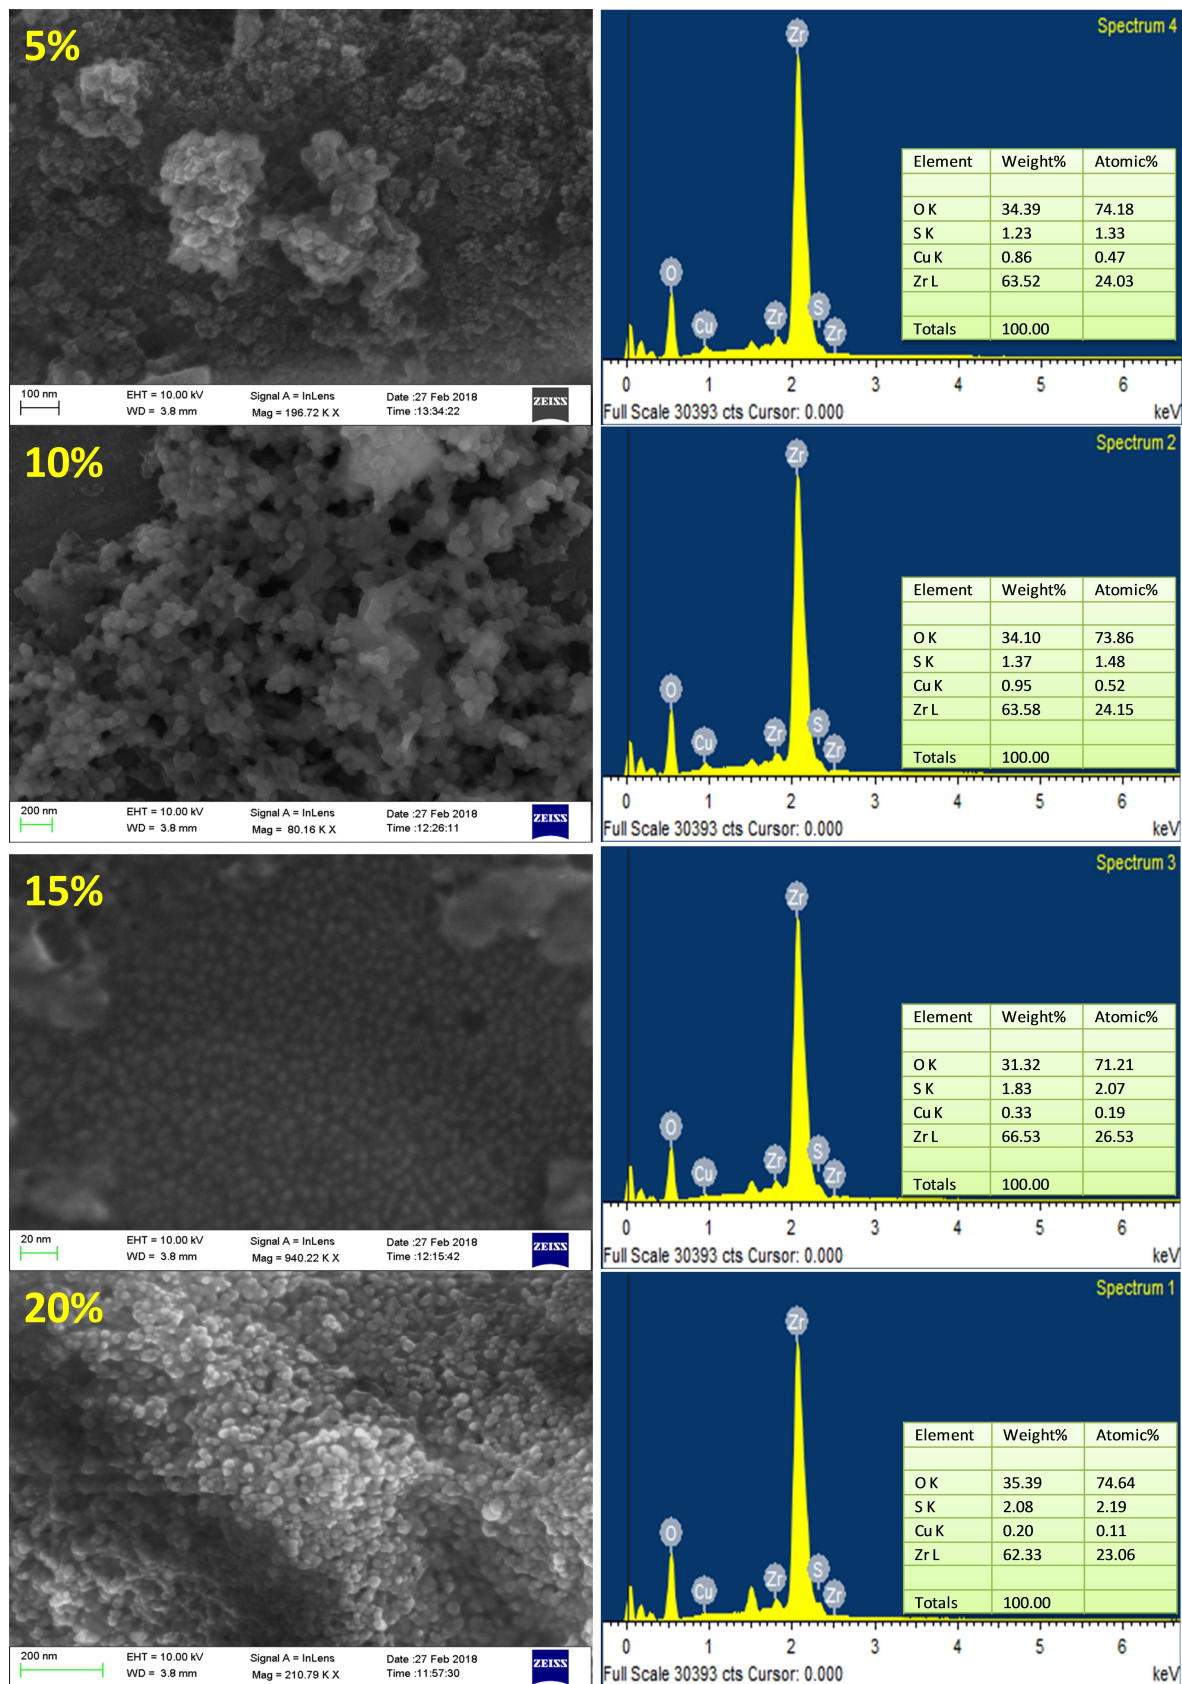 5%
100 nm
EHT = 10.00 kV
WD = 3.8 mm
Signal A = InLens
Mag = 196.72 K X
Date :27 Feb 2018
Time :13:34:22
ZEISS
Spectrum 4
Zr
O
Cu
Zr
S
Zr
Element Weight% Atomic%
O K 34.39 74.18
S K 1.23 1.33
Cu K 0.86 0.47
Zr L 63.52 24.03
Totals 100.00
0 1 2 3 4 5 6
Full Scale 30393 cts Cursor: 0.000 keV
10%
200 nm
EHT = 10.00 kV
WD = 3.8 mm
Signal A = InLens
Mag = 80.16 K X
Date :27 Feb 2018
Time :12:26:11
ZEISS
Spectrum 2
Zr
O
Cu
Zr
S
Zr
Element Weight% Atomic%
O K 34.10 73.86
S K 1.37 1.48
Cu K 0.95 0.52
Zr L 63.58 24.15
Totals 100.00
0 1 2 3 4 5 6
Full Scale 30393 cts Cursor: 0.000 keV
15%
20 nm
EHT = 10.00 kV
WD = 3.8 mm
Signal A = InLens
Mag = 940.22 K X
Date :27 Feb 2018
Time :12:15:42
ZEISS
Spectrum 3
Zr
O
Cu
Zr
S
Zr
Element Weight% Atomic%
O K 31.32 71.21
S K 1.83 2.07
Cu K 0.33 0.19
Zr L 66.53 26.53
Totals 100.00
0 1 2 3 4 5 6
Full Scale 30393 cts Cursor: 0.000 keV
20%
200 nm
EHT = 10.00 kV
WD = 3.8 mm
Signal A = InLens
Mag = 210.79 K X
Date :27 Feb 2018
Time :11:57:30
ZEISS
Spectrum 1
Zr
O
Cu
Zr
S
Zr
Element Weight% Atomic%
O K 35.39 74.64
S K 2.08 2.19
Cu K 0.20 0.11
Zr L 62.33 23.06
Totals 100.00
0 1 2 3 4 5 6
Full Scale 30393 cts Cursor: 0.000 keV